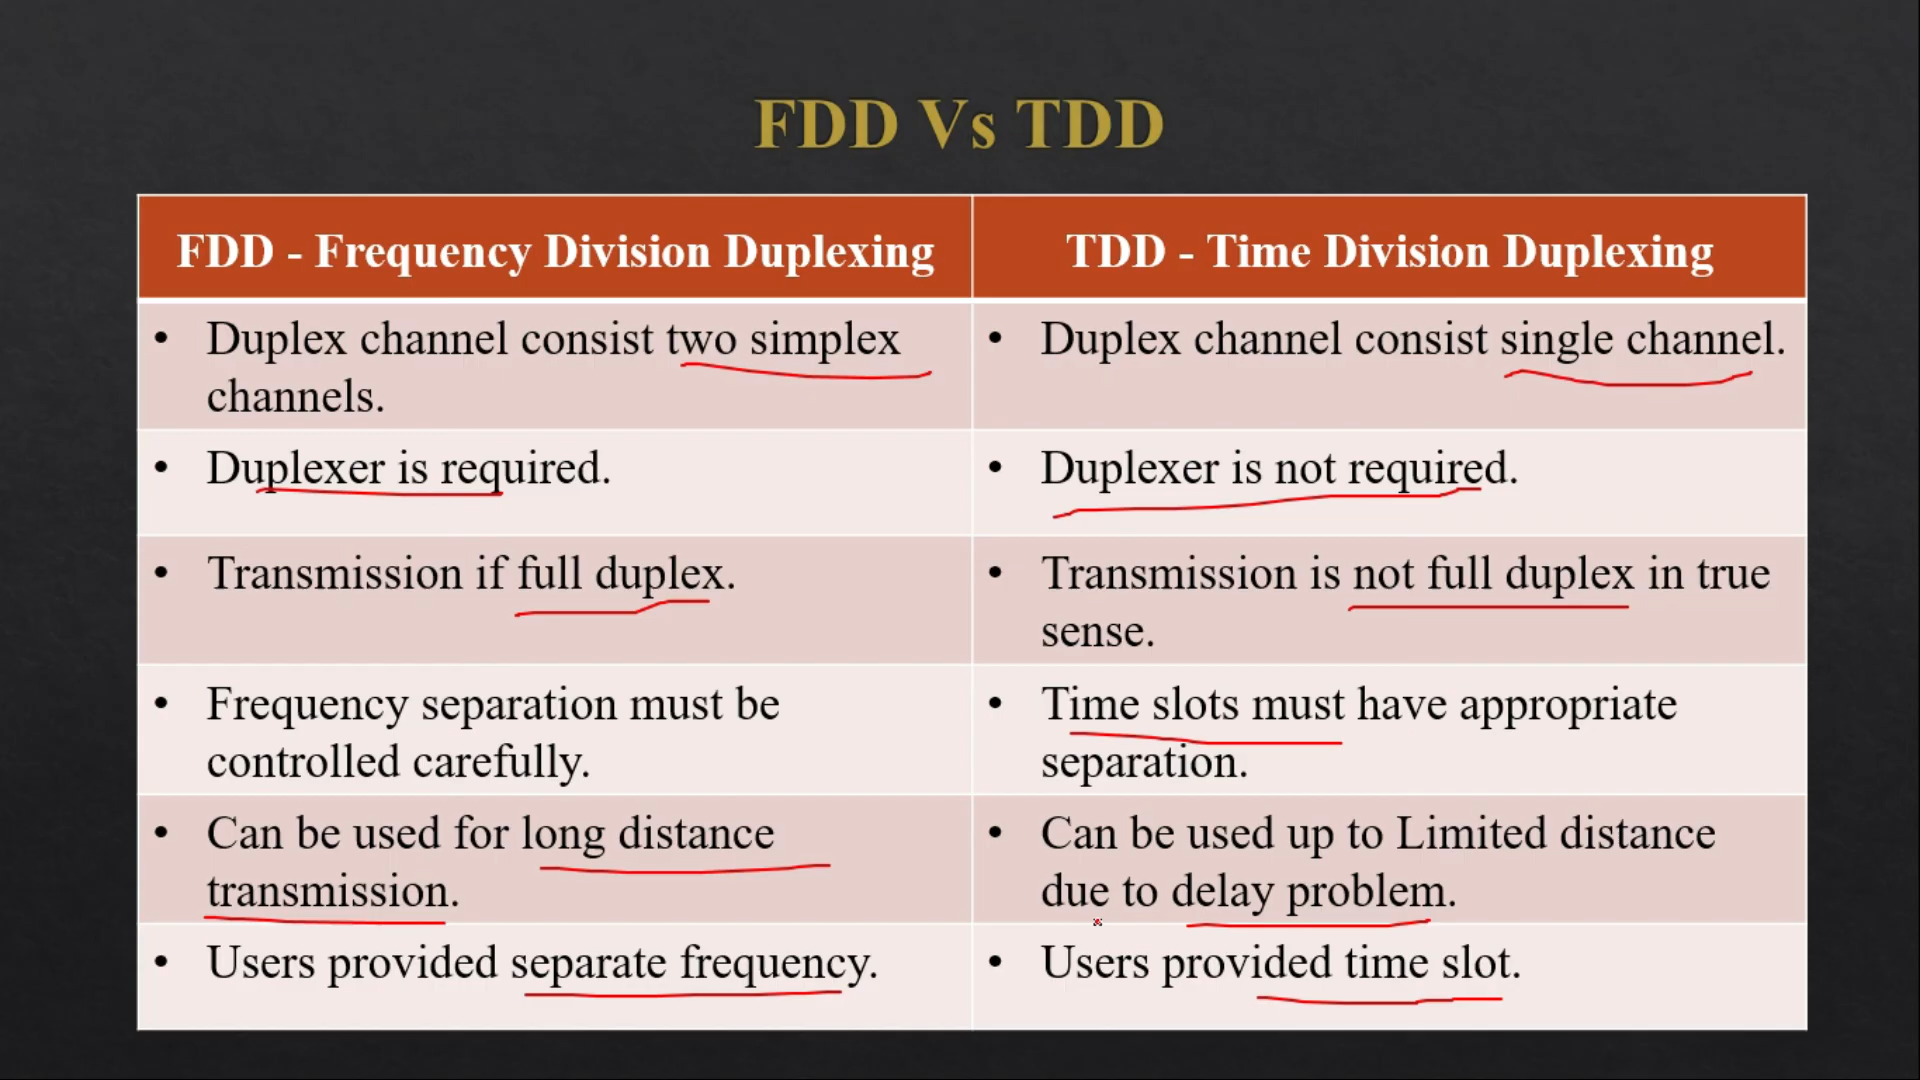 FDD Vs TDD
FDD - Frequency Division Duplexing
TDD - Time Division Duplexing
• Duplex channel consist two simplex
channels.
• Duplex channel consist single channel.
• Duplexer is required.
• Duplexer is not required.
• Transmission if full duplex.
• Transmission is not full duplex in true
sense.
• Frequency separation must be
controlled carefully.
• Time slots must have appropriate
separation.
• Can be used for long distance
transmission.
• Can be used up to Limited distance
due to delay problem.
• Users provided separate frequency.
• Users provided time slot.